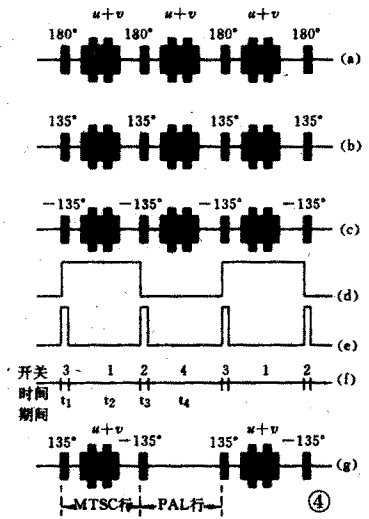 u+v u+v u+v
180° 180° 180° 180°
(a)
135° 135° 135° 135°
(b)
−135° −135° −135° −135°
(c)
(d)
(e)
开关 3 1 2 4 3 1 2 (f)
时间 t₁ t₂ t₃ t₄
期间
u+v u+v
135° −135° 135° −135°
(g)
MTSC行 PAL行 ④